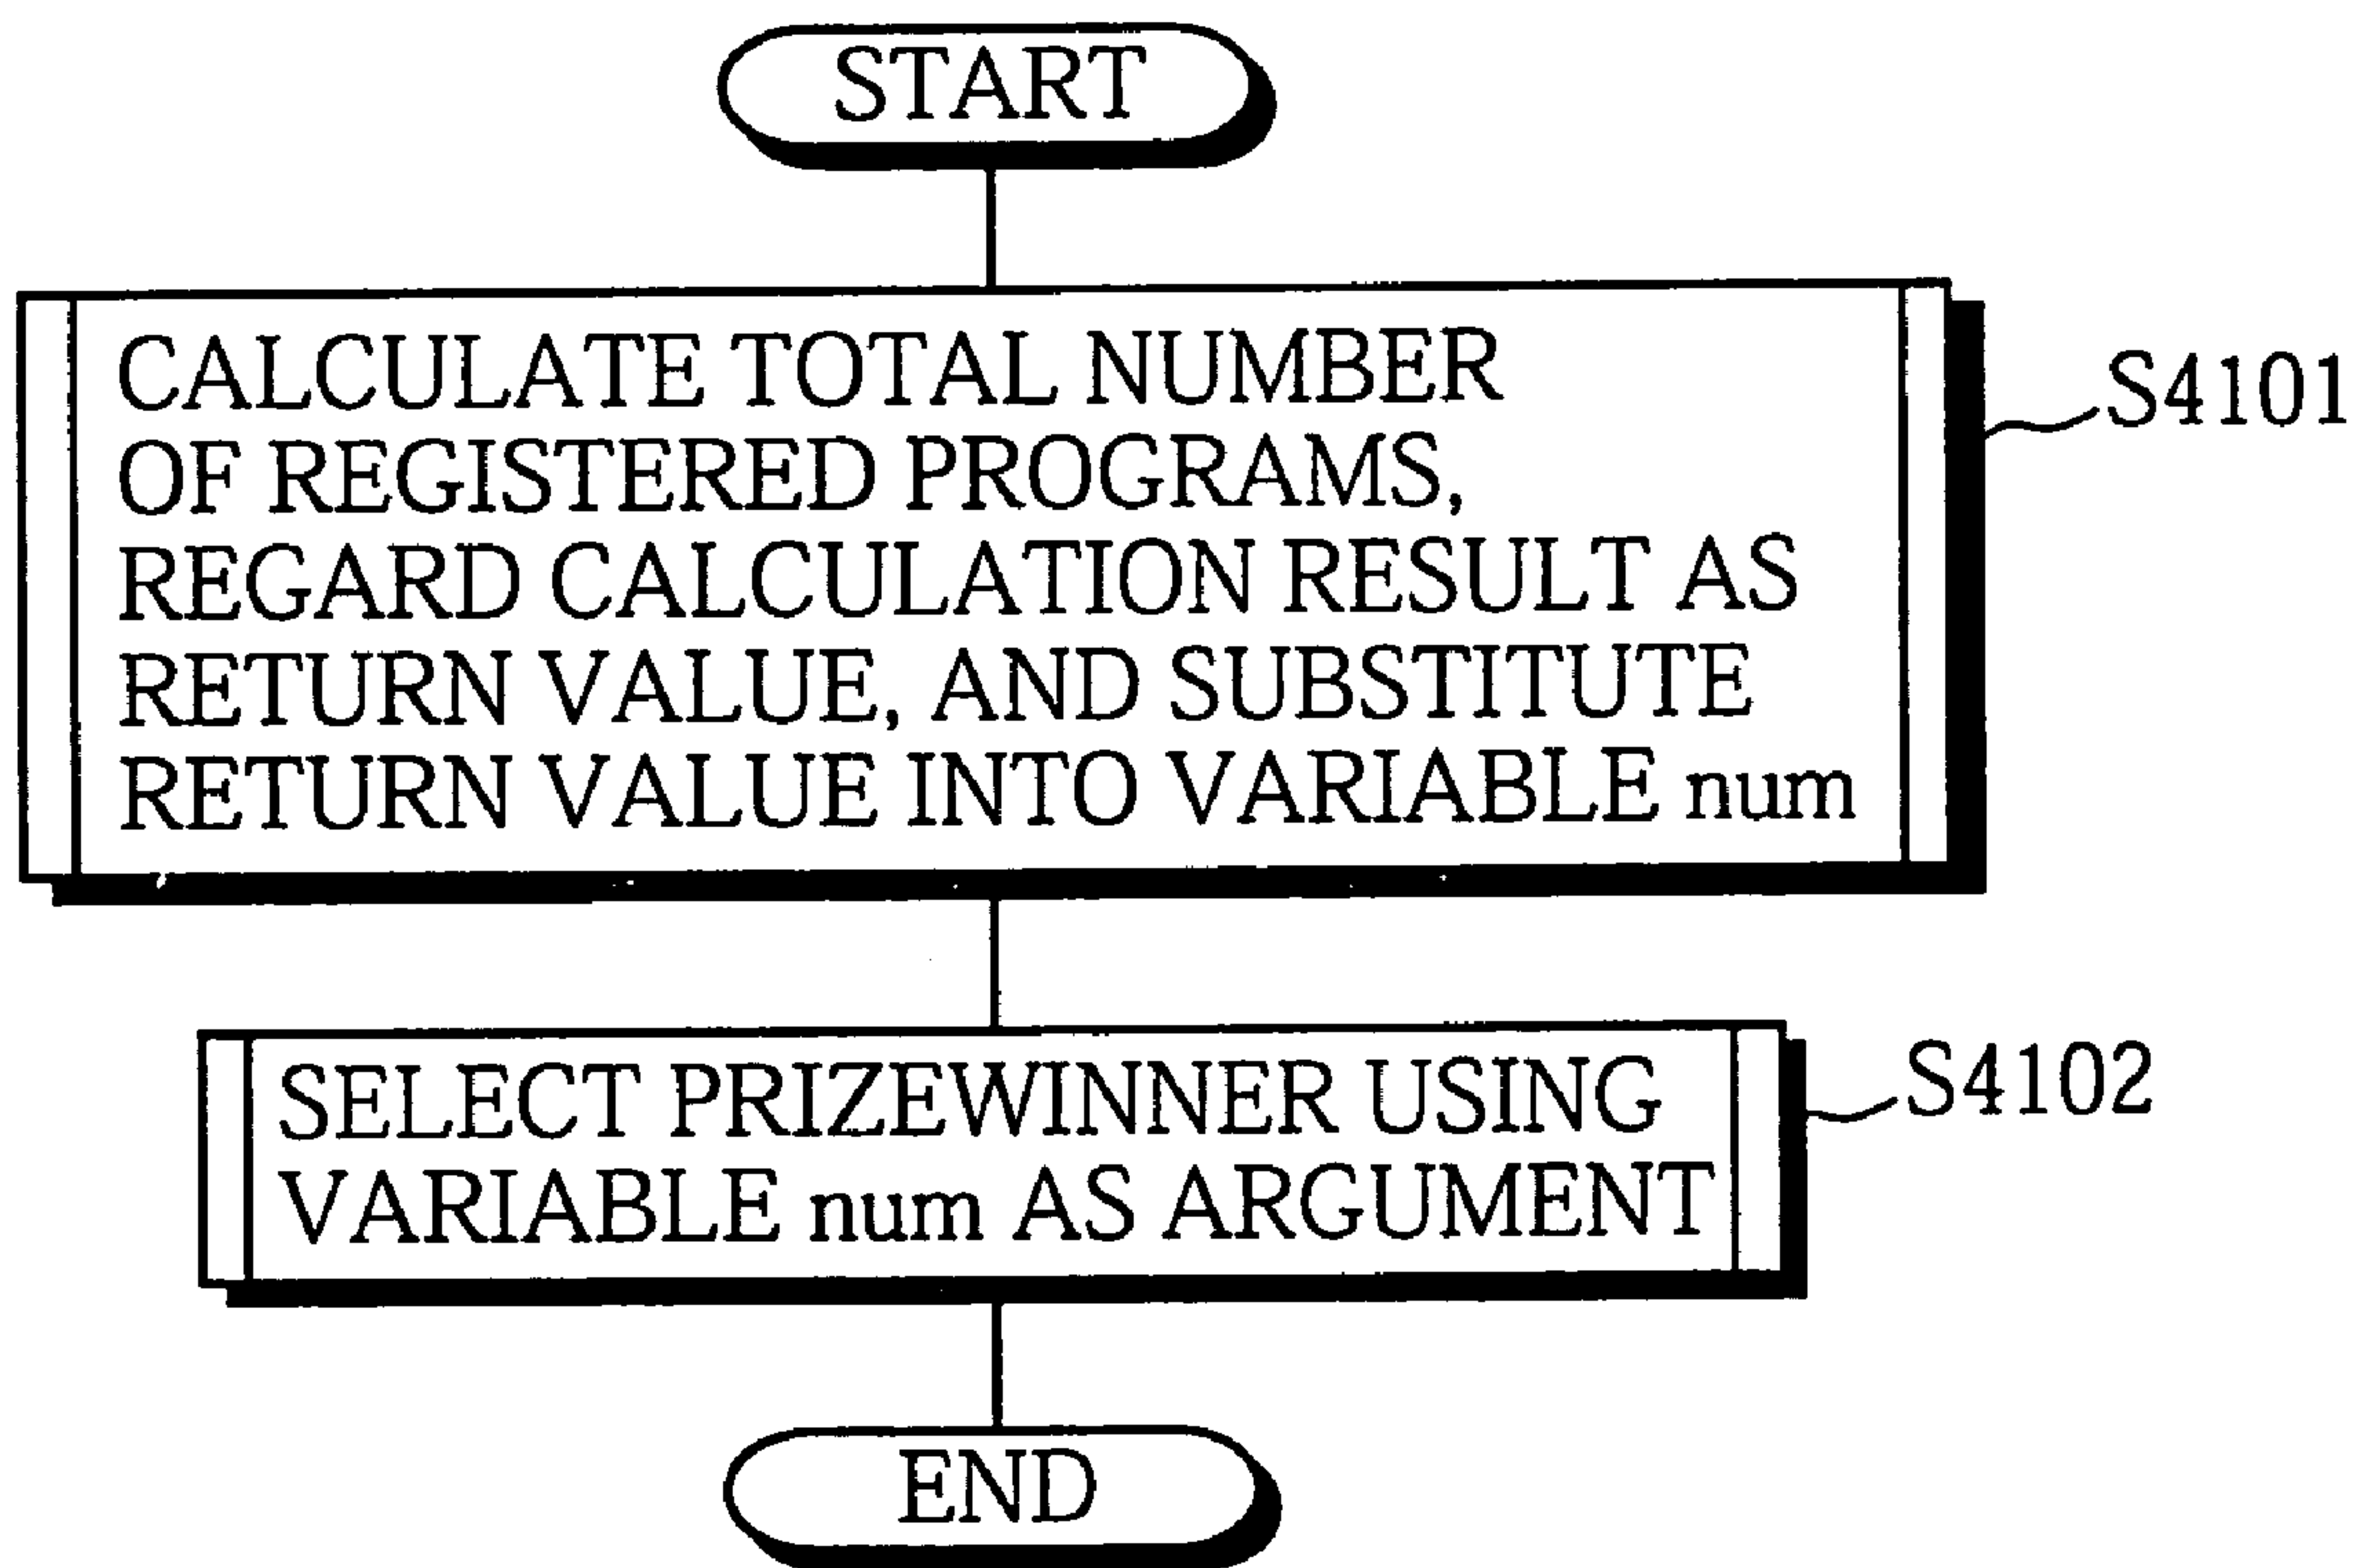 START
CALCULATE TOTAL NUMBER
OF REGISTERED PROGRAMS,
REGARD CALCULATION RESULT AS
RETURN VALUE, AND SUBSTITUTE
RETURN VALUE INTO VARIABLE num
S4101
SELECT PRIZEWINNER USING
VARIABLE num AS ARGUMENT
S4102
END